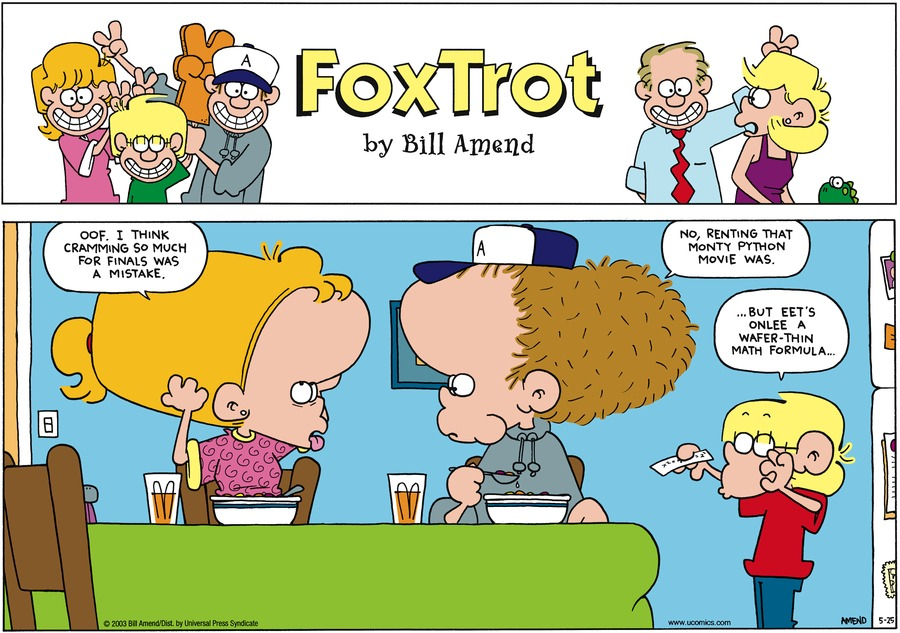 A
FoxTrot
by Bill Amend
OOF. I THINK
CRAMMING SO MUCH
FOR FINALS WAS
A MISTAKE.
A
NO, RENTING THAT
MONTY PYTHON
MOVIE WAS.
...BUT EET'S
ONLEE A
WAFER-THIN
MATH FORMULA...
© 2003 Bill Amend/Dist. by Universal Press Syndicate
www.ucomics.com
AMEND
5-25